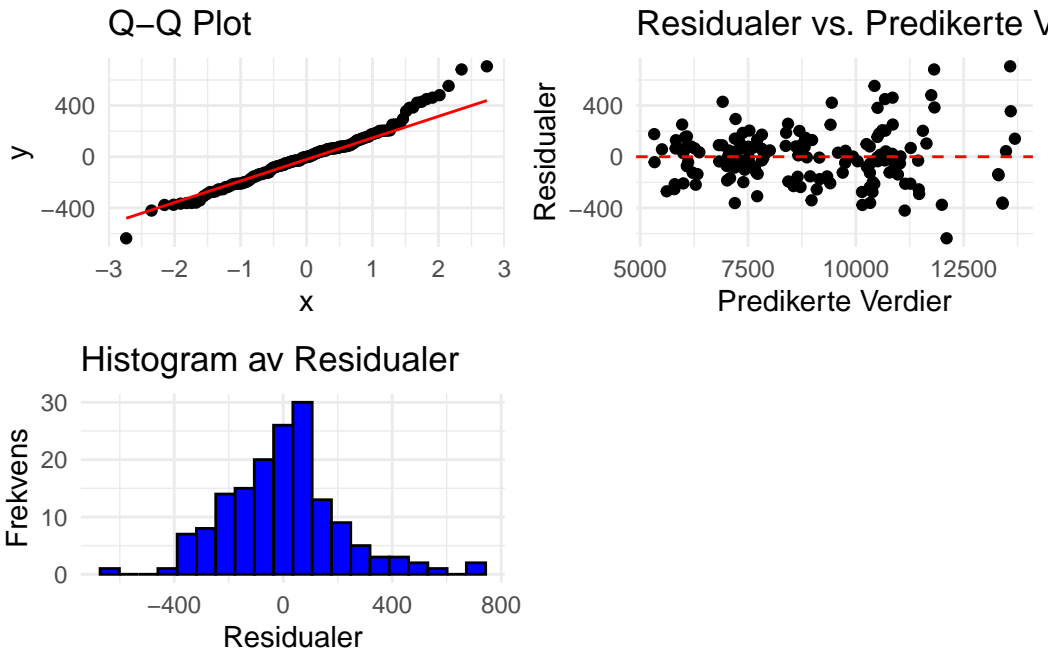 Q−Q Plot
y
400
0
−400
−3 −2 −1 0 1 2 3
x
Residualer vs. Predikerte V
Residualer
400
0
−400
5000 7500 10000 12500
Predikerte Verdier
Histogram av Residualer
Frekvens
30
20
10
0
−400 0 400 800
Residualer